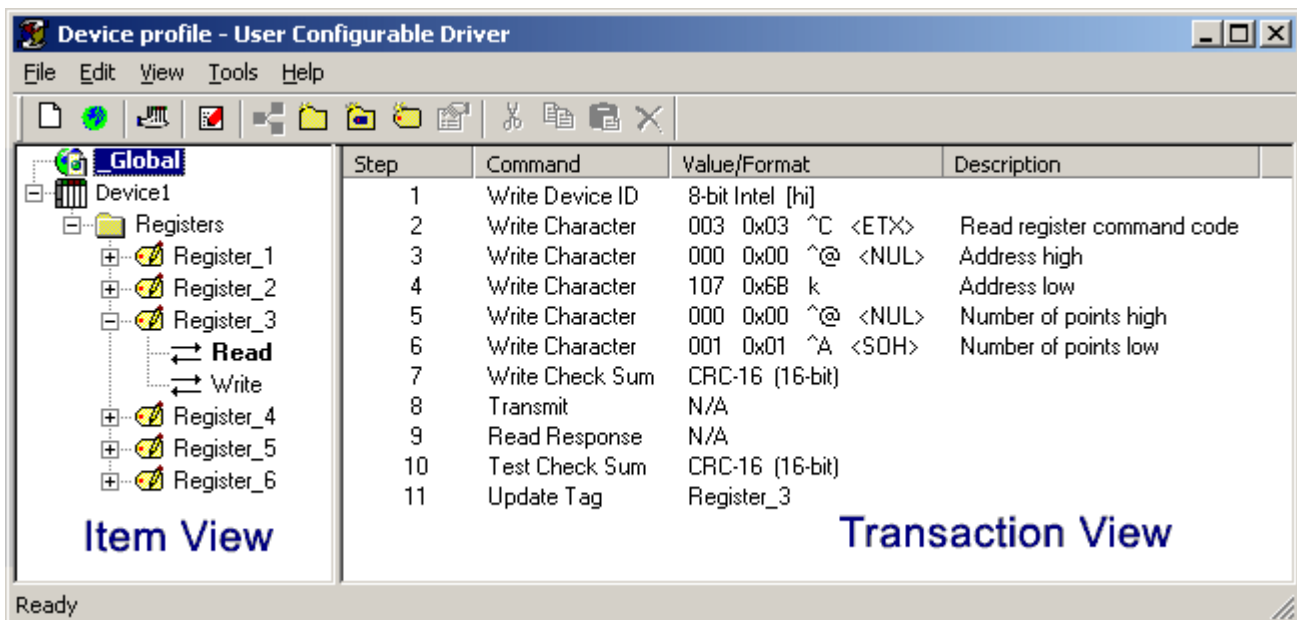 Device profile - User Configurable Driver
File Edit View Tools Help
_Global
Device1
Registers
Register_1
Register_2
Register_3
Read
Write
Register_4
Register_5
Register_6
Item View
Step Command Value/Format Description
1 Write Device ID 8-bit Intel [hi]
2 Write Character 003 0x03 ^C <ETX> Read register command code
3 Write Character 000 0x00 ^@ <NUL> Address high
4 Write Character 107 0x6B k Address low
5 Write Character 000 0x00 ^@ <NUL> Number of points high
6 Write Character 001 0x01 ^A <SOH> Number of points low
7 Write Check Sum CRC-16 (16-bit)
8 Transmit N/A
9 Read Response N/A
10 Test Check Sum CRC-16 (16-bit)
11 Update Tag Register_3
Transaction View
Ready